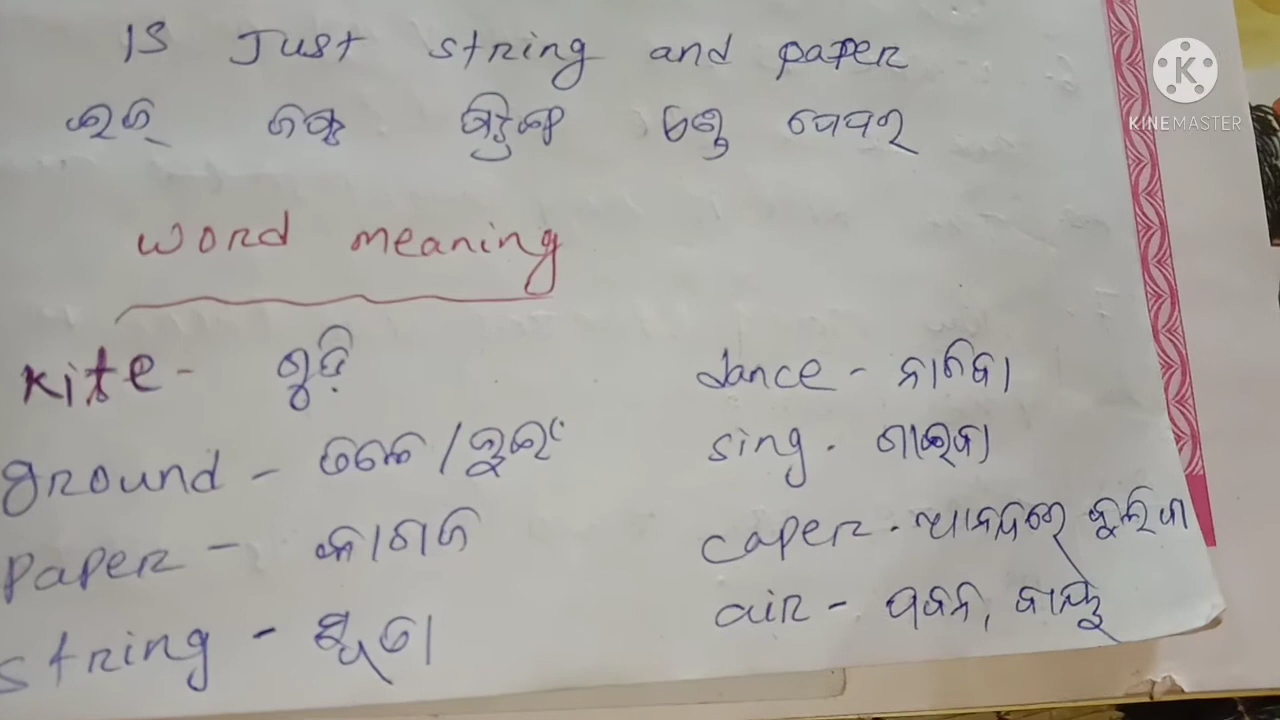 IS Just string and paper
ଇଜ୍ ଜଷ୍ଟ ଷ୍ଟ୍ରିଙ୍ଗ ଏଣ୍ଡ ପେପର
KINEMASTER
word meaning
Kite - ଗୁଡ଼ି
ground - ତଳେ / ଭୂଇଁ
paper - କାଗଜ
string - ସୂତା
dance - ନାଚିବା
sing - ଗାଇବା
caper - ଆନନ୍ଦରେ ବୁଲିବା
air - ପବନ, ବାୟୁ